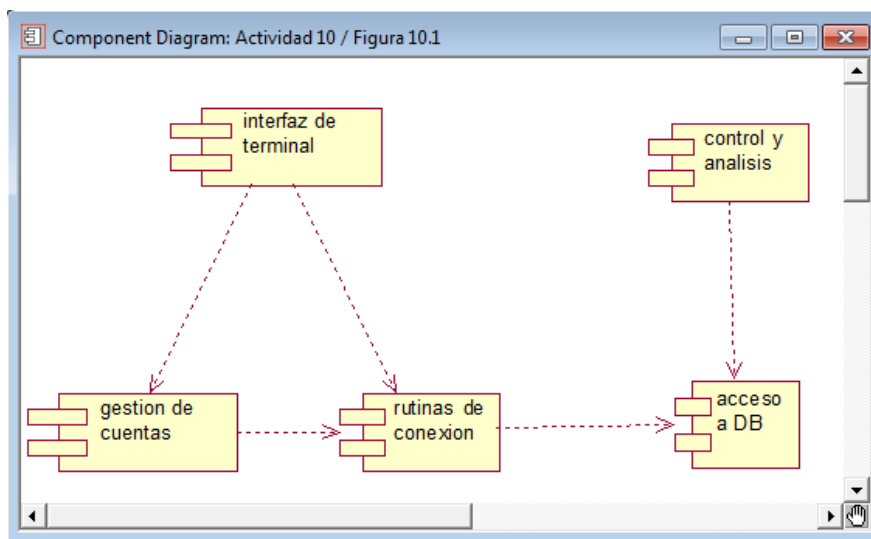 Component Diagram: Actividad 10 / Figura 10.1
interfaz de
terminal
control y
analisis
gestion de
cuentas
rutinas de
conexion
acceso
a DB